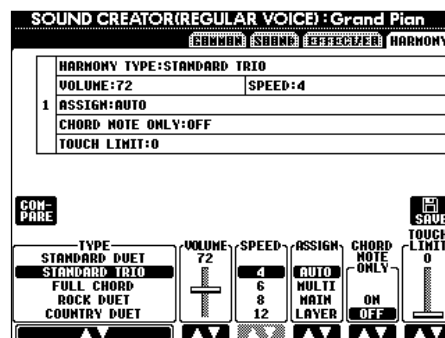 SOUND CREATOR(REGULAR VOICE) : Grand Pian
COMMON SOUND EFFECT/EQ HARMONY
HARMONY TYPE:STANDARD TRIO
VOLUME:72 SPEED:4
1 ASSIGN:AUTO
CHORD NOTE ONLY:OFF
TOUCH LIMIT:0
COM-
PARE
SAVE
TYPE VOLUME SPEED ASSIGN CHORD NOTE ONLY TOUCH LIMIT
STANDARD DUET 72 0
STANDARD TRIO 4 AUTO
FULL CHORD 6 MULTI
ROCK DUET 8 MAIN ON
COUNTRY DUET 12 LAYER OFF